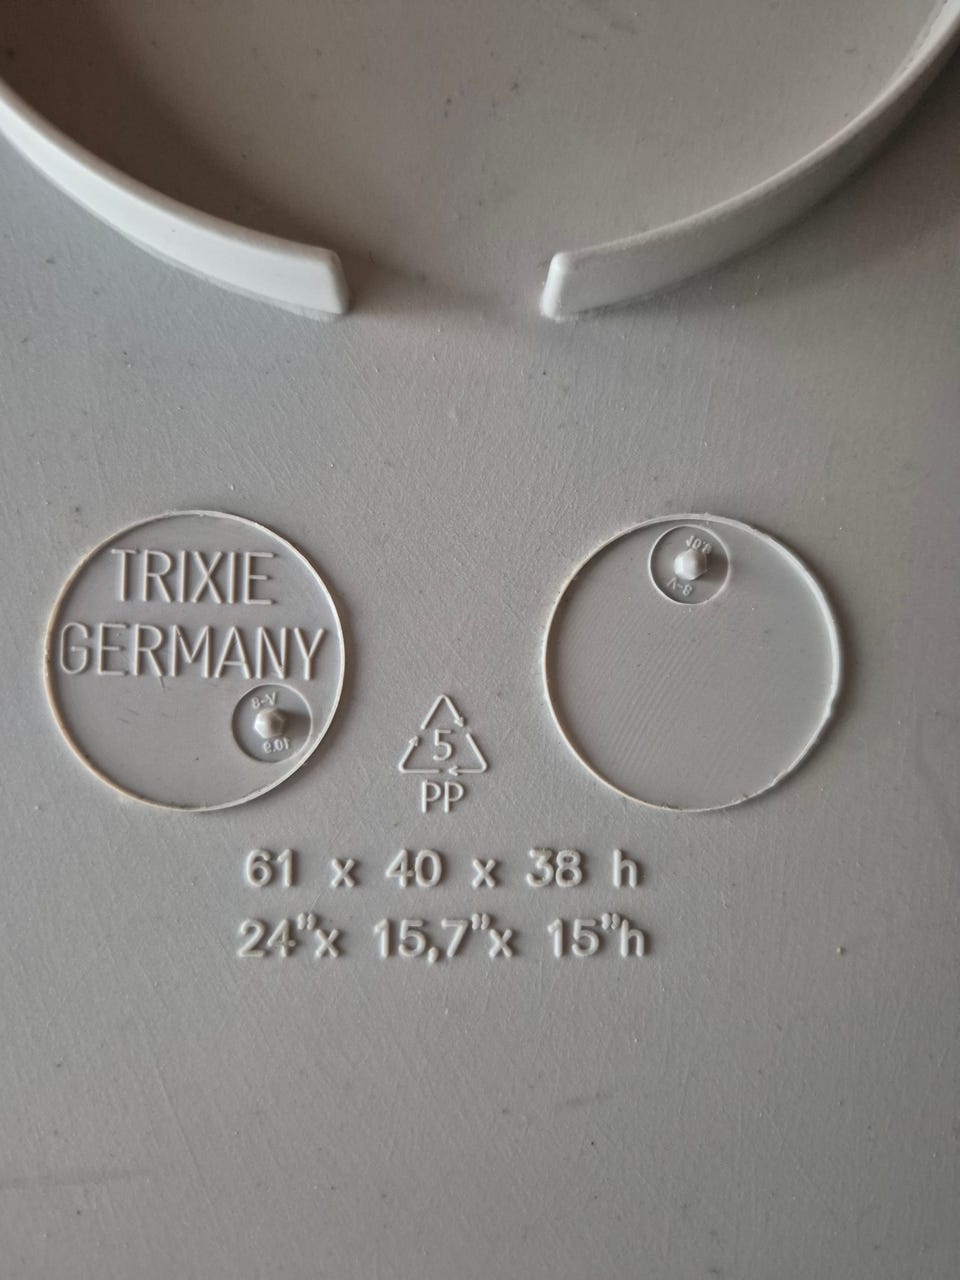 TRIXIE
GERMANY
5
PP
61 x 40 x 38 h
24"x 15,7"x 15"h